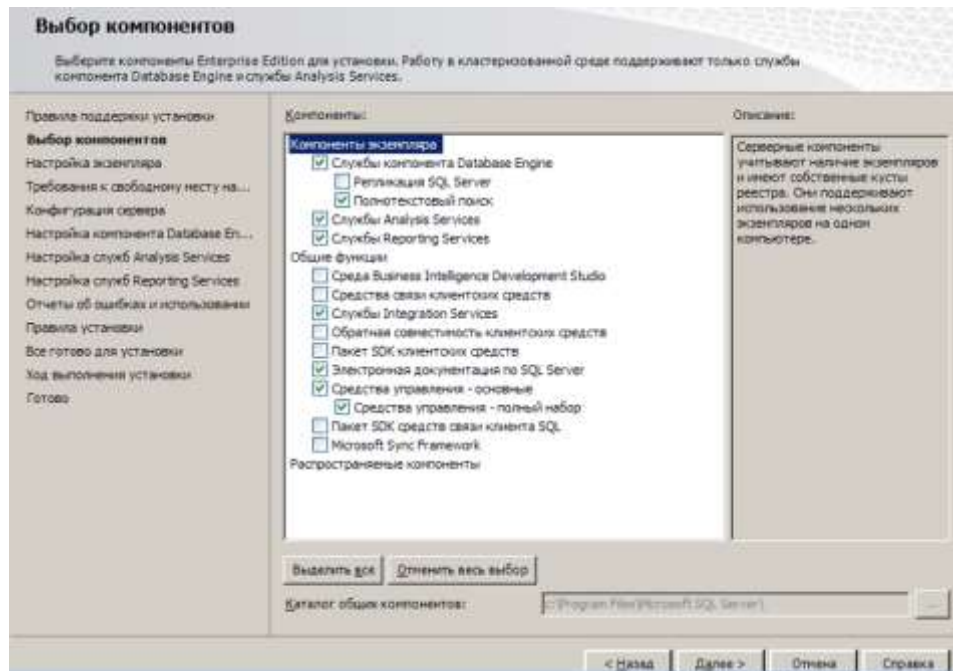 Выбор компонентов
Выберите компоненты Enterprise Edition для установки. Работу в кластеризованной среде поддерживают только службы
компонента Database Engine и службы Analysis Services.
Правила поддержки установки
Выбор компонентов
Настройка экземпляра
Требования к свободному месту на...
Конфигурация сервера
Настройка компонента Database En...
Настройка служб Analysis Services
Настройка служб Reporting Services
Отчеты об ошибках и использовании
Правила установки
Все готово для установки
Ход выполнения установки
Готово
Компоненты:
Компоненты экземпляра
Службы компонента Database Engine
Репликация SQL Server
Полнотекстовый поиск
Службы Analysis Services
Службы Reporting Services
Общие функции
Среда Business Intelligence Development Studio
Средства связи клиентских средств
Службы Integration Services
Обратная совместимость клиентских средств
Пакет SDK клиентских средств
Электронная документация по SQL Server
Средства управления - основные
Средства управления - полный набор
Пакет SDK средств связи клиента SQL
Microsoft Sync Framework
Распространяемые компоненты
Описание:
Серверные компоненты
учитывают наличие экземпляров
и имеют собственные кусты
реестра. Они поддерживают
использование нескольких
экземпляров на одном
компьютере.
Выделить все
Отменить весь выбор
Каталог общих компонентов:
c:\Program Files\Microsoft SQL Server\
...
< Назад
Далее >
Отмена
Справка